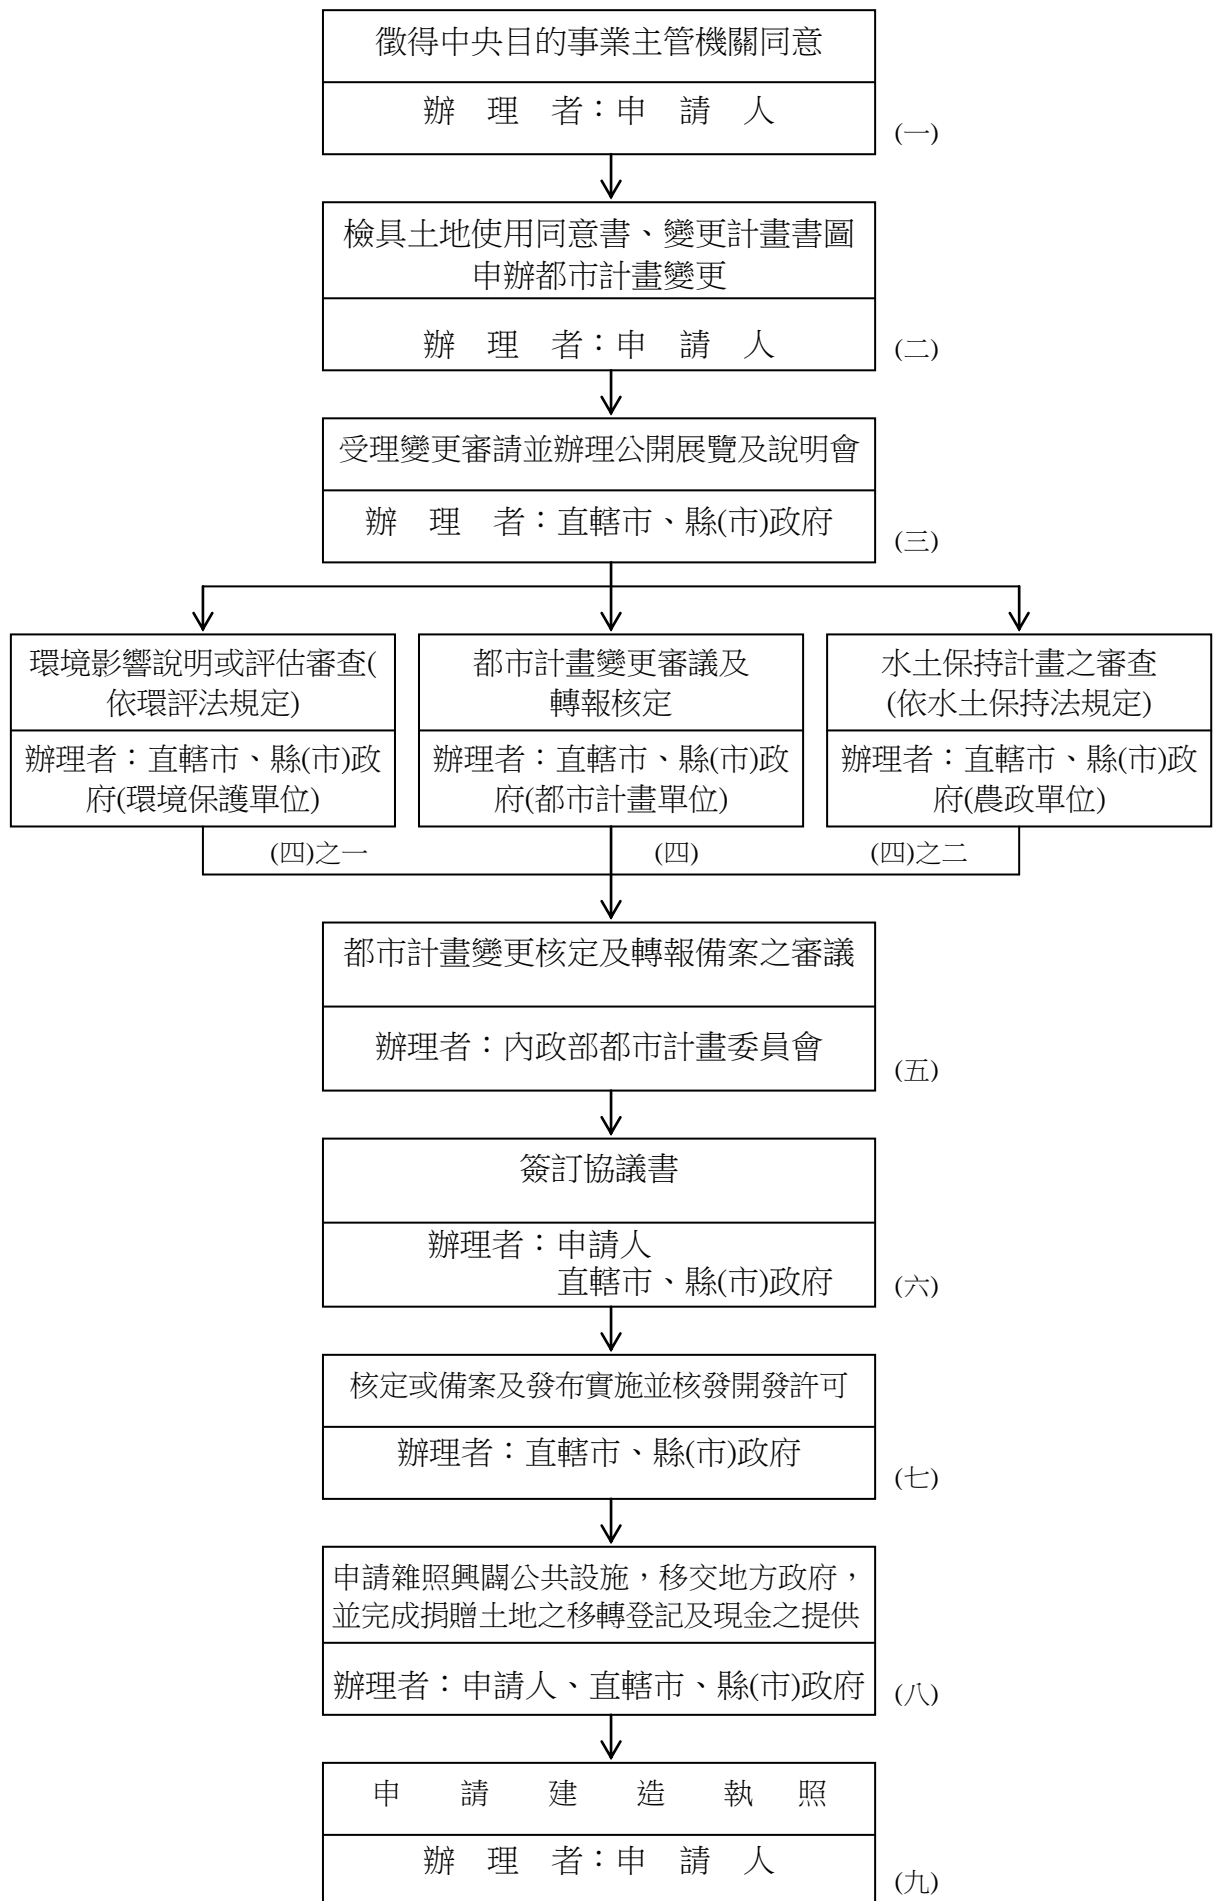 徵得中央目的事業主管機關同意
辦理者：申請人
(一)
檢具土地使用同意書、變更計畫書圖
申辦都市計畫變更
辦理者：申請人
(二)
受理變更審請並辦理公開展覽及說明會
辦理者：直轄市、縣(市)政府
(三)
環境影響說明或評估審查(
依環評法規定)
辦理者：直轄市、縣(市)政
府(環境保護單位)
(四)之一
都市計畫變更審議及
轉報核定
辦理者：直轄市、縣(市)政
府(都市計畫單位)
(四)
水土保持計畫之審查
(依水土保持法規定)
辦理者：直轄市、縣(市)政
府(農政單位)
(四)之二
都市計畫變更核定及轉報備案之審議
辦理者：內政部都市計畫委員會
(五)
簽訂協議書
辦理者：申請人
直轄市、縣(市)政府
(六)
核定或備案及發布實施並核發開發許可
辦理者：直轄市、縣(市)政府
(七)
申請雜照興闢公共設施，移交地方政府，
並完成捐贈土地之移轉登記及現金之提供
辦理者：申請人、直轄市、縣(市)政府
(八)
申請建造執照
辦理者：申請人
(九)